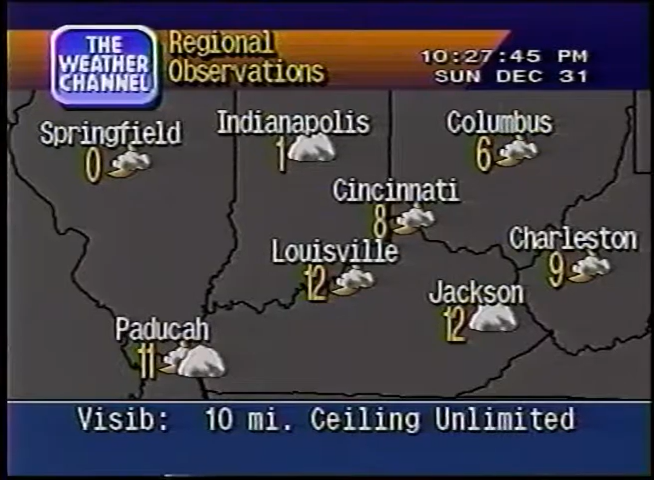 THE
WEATHER
CHANNEL
Regional
Observations
10:27:45 PM
SUN DEC 31
Springfield
0
Indianapolis
1
Columbus
6
Cincinnati
8
Louisville
12
Charleston
9
Jackson
12
Paducah
11
Visib: 10 mi. Ceiling Unlimited